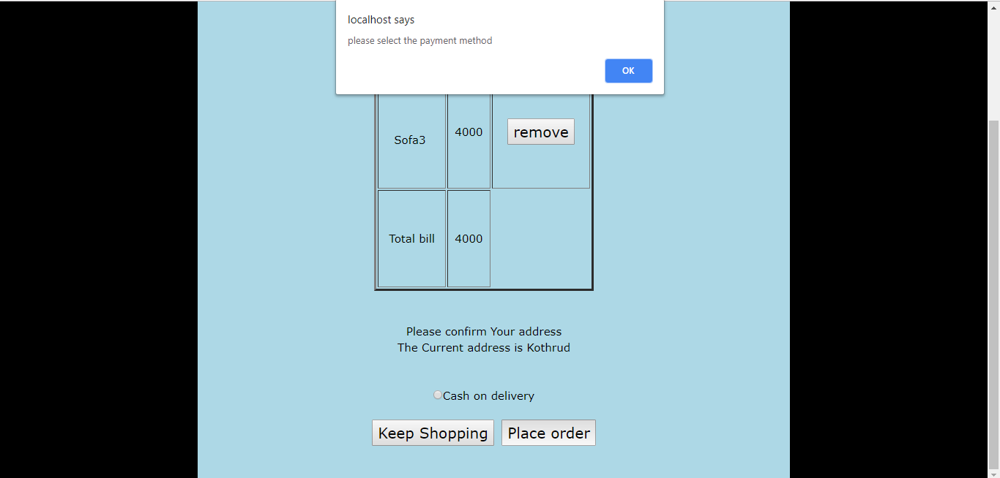 localhost says
please select the payment method
OK
Sofa3 4000 remove
Total bill 4000
Please confirm Your address
The Current address is Kothrud
Cash on delivery
Keep Shopping Place order